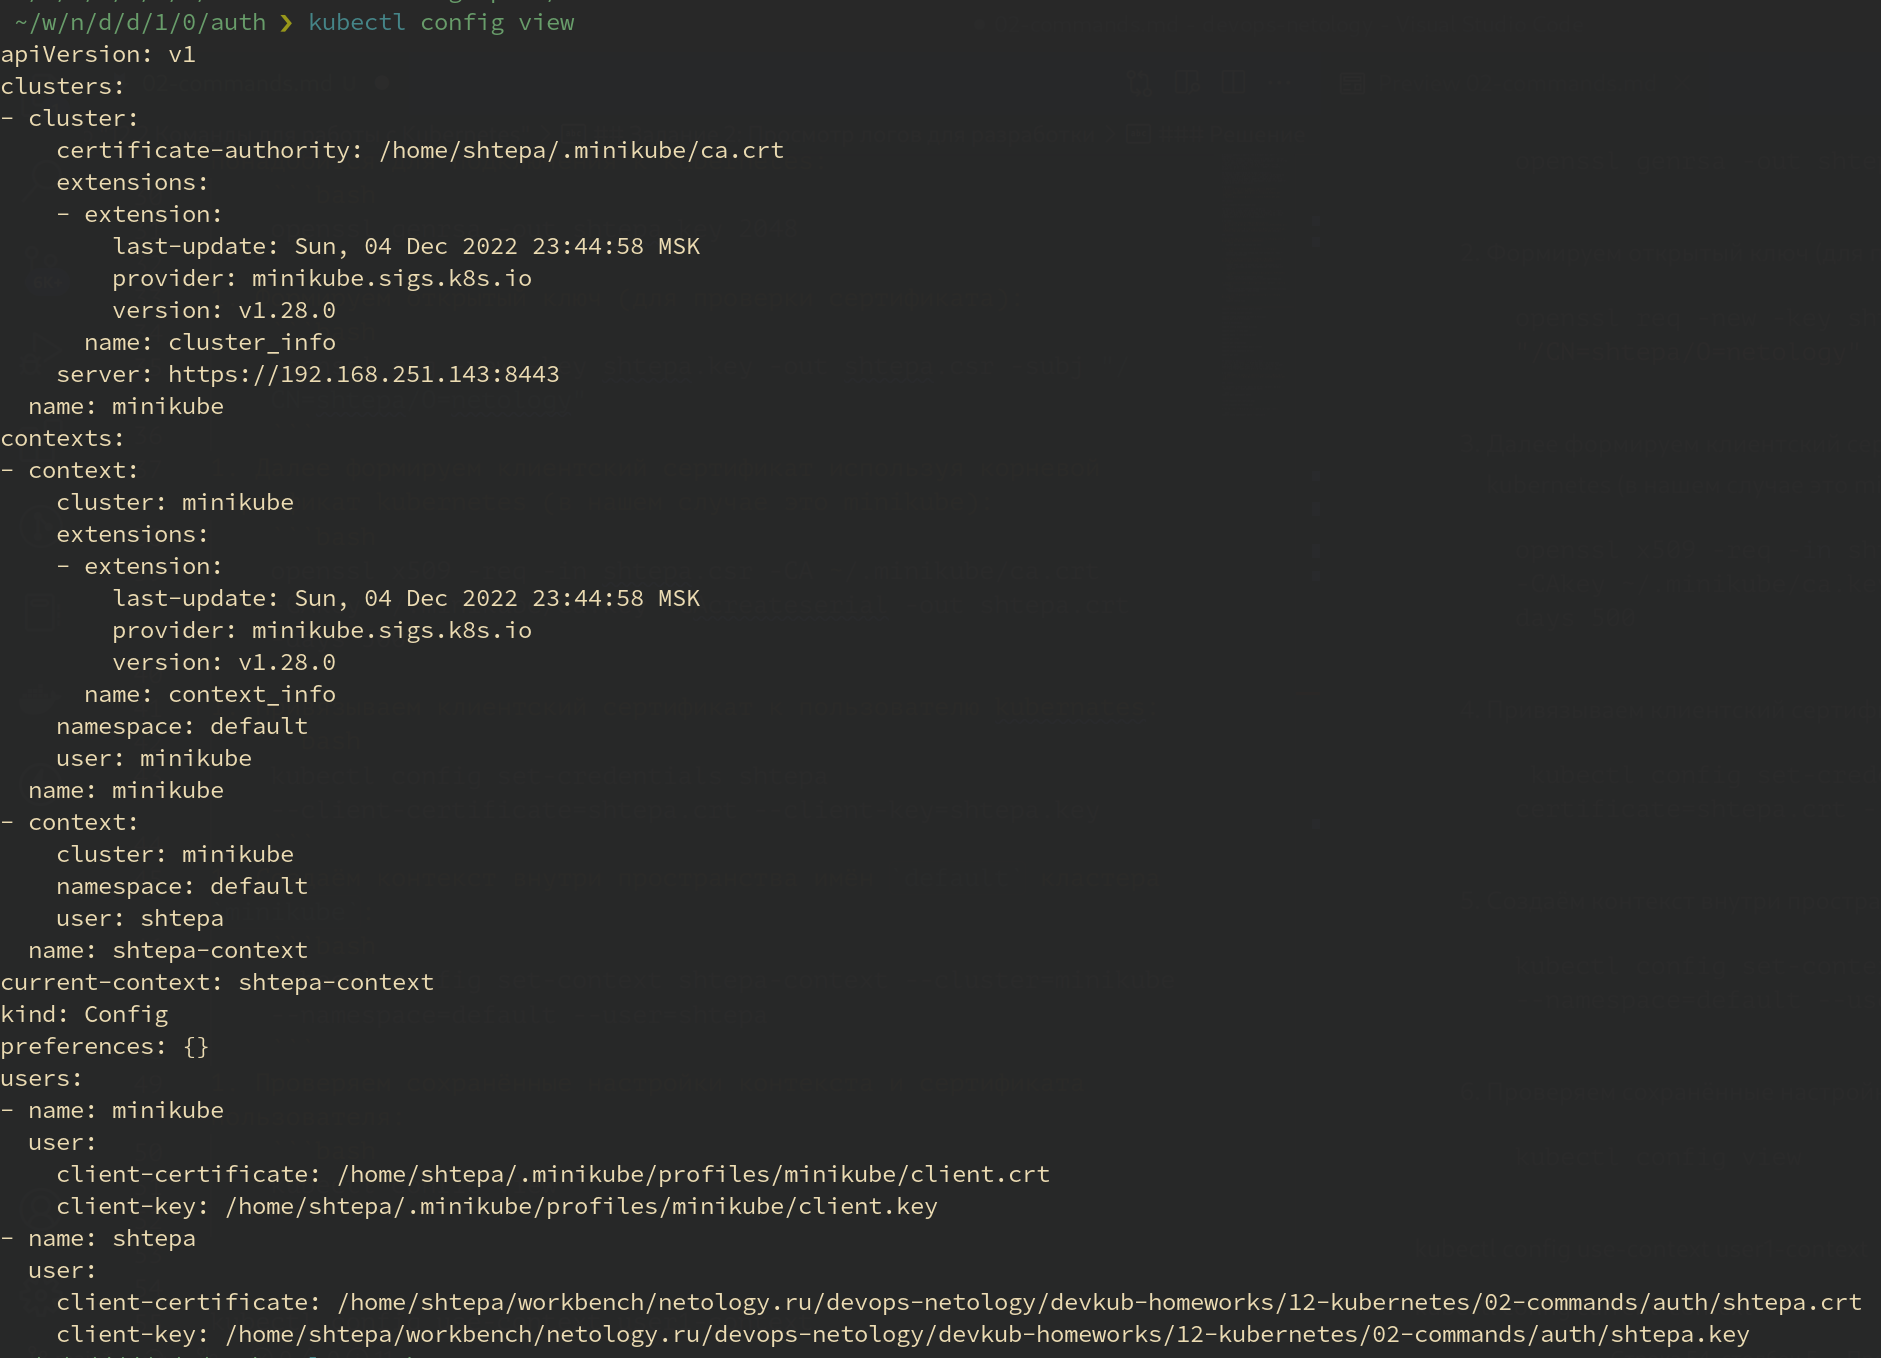 ~/w/n/d/d/1/0/auth ❯ kubectl config view
apiVersion: v1
clusters:
- cluster:
    certificate-authority: /home/shtepa/.minikube/ca.crt
    extensions:
    - extension:
        last-update: Sun, 04 Dec 2022 23:44:58 MSK
        provider: minikube.sigs.k8s.io
        version: v1.28.0
      name: cluster_info
    server: https://192.168.251.143:8443
  name: minikube
contexts:
- context:
    cluster: minikube
    extensions:
    - extension:
        last-update: Sun, 04 Dec 2022 23:44:58 MSK
        provider: minikube.sigs.k8s.io
        version: v1.28.0
      name: context_info
    namespace: default
    user: minikube
  name: minikube
- context:
    cluster: minikube
    namespace: default
    user: shtepa
  name: shtepa-context
current-context: shtepa-context
kind: Config
preferences: {}
users:
- name: minikube
  user:
    client-certificate: /home/shtepa/.minikube/profiles/minikube/client.crt
    client-key: /home/shtepa/.minikube/profiles/minikube/client.key
- name: shtepa
  user:
    client-certificate: /home/shtepa/workbench/netology.ru/devops-netology/devkub-homeworks/12-kubernetes/02-commands/auth/shtepa.crt
    client-key: /home/shtepa/workbench/netology.ru/devops-netology/devkub-homeworks/12-kubernetes/02-commands/auth/shtepa.key